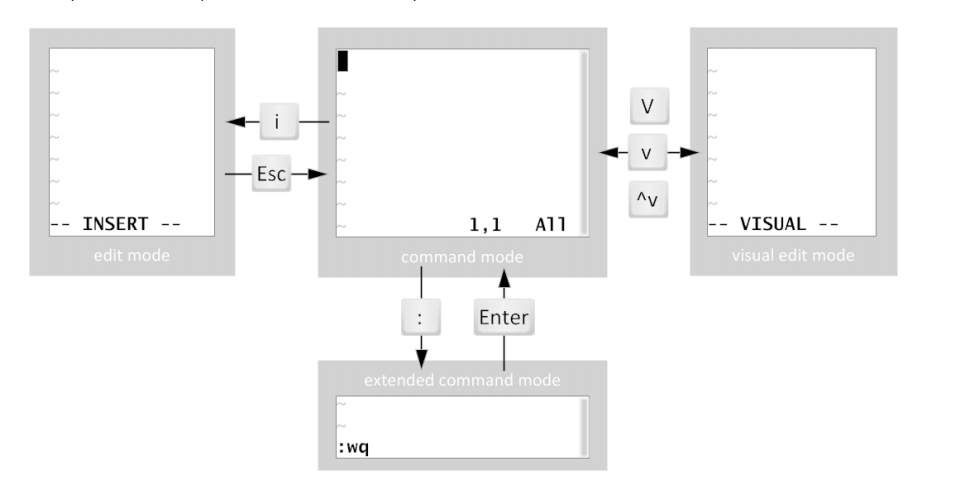 ~
~
~
~
~
~
~
-- INSERT --
edit mode
i
Esc
~
~
~
~
~
~
~
1,1 All
command mode
V
v
^v
~
~
~
~
~
~
~
-- VISUAL --
visual edit mode
:
Enter
extended command mode
~
~
:wq